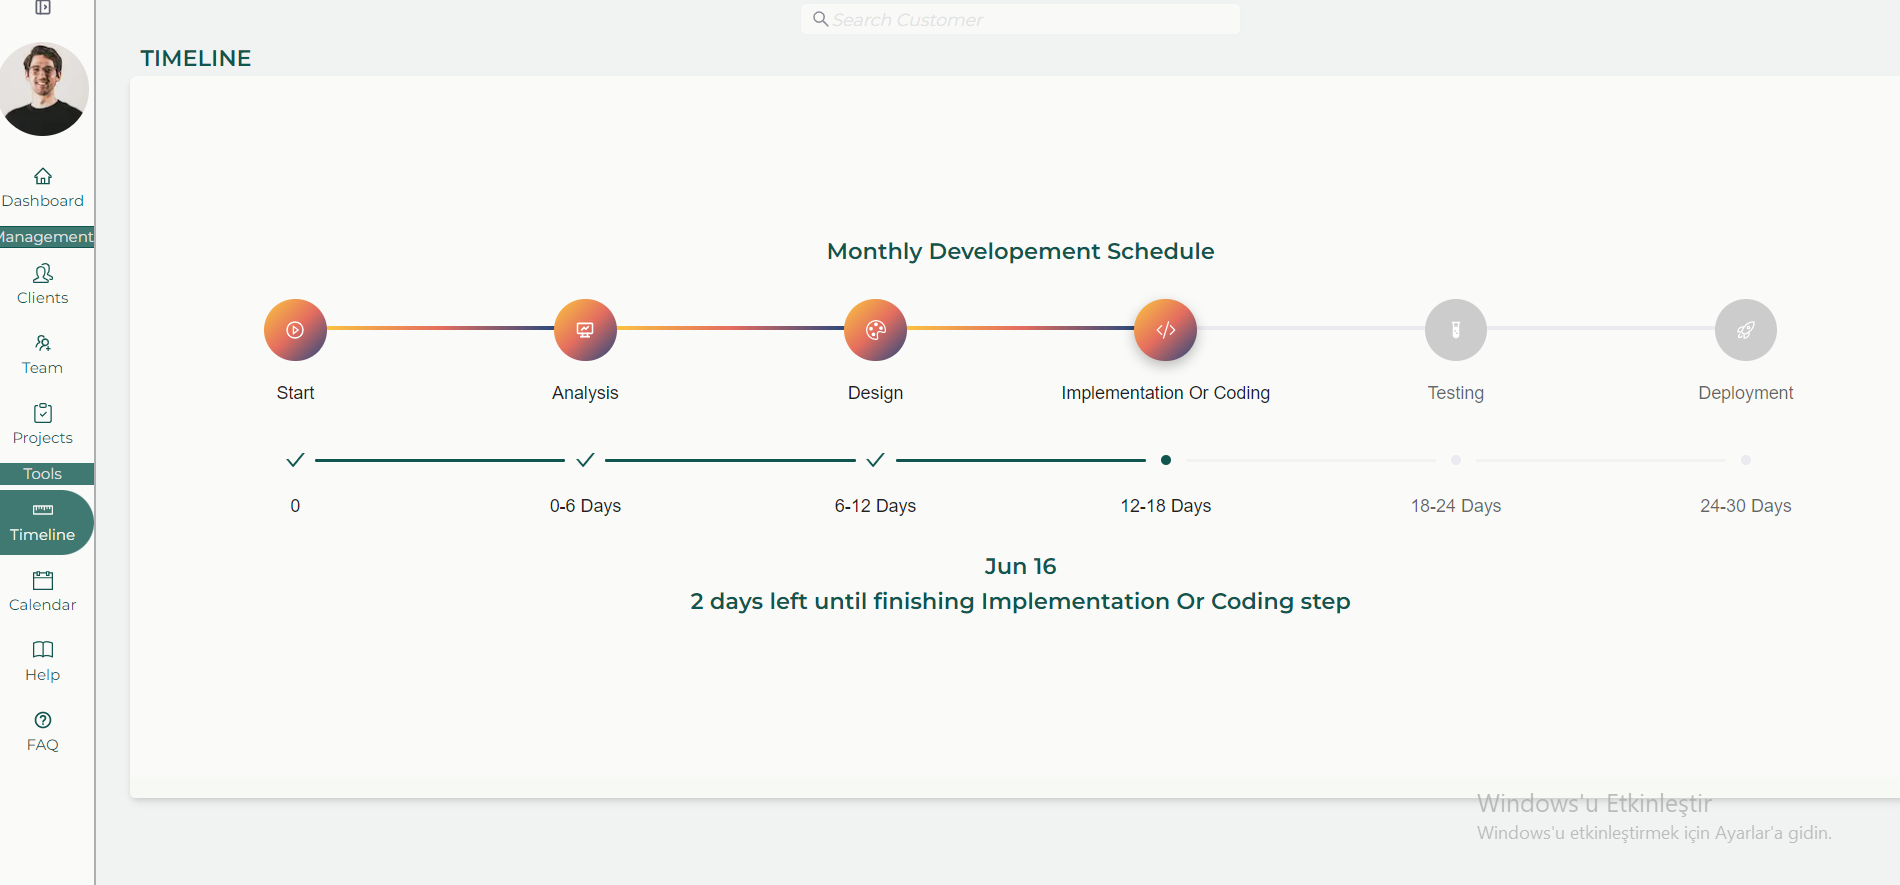 Search Customer
TIMELINE
Dashboard
Management
Clients
Team
Projects
Tools
Timeline
Calendar
Help
FAQ
Monthly Developement Schedule
Start
Analysis
Design
Implementation Or Coding
Testing
Deployment
0
0-6 Days
6-12 Days
12-18 Days
18-24 Days
24-30 Days
Jun 16
2 days left until finishing Implementation Or Coding step
Windows'u Etkinleştir
Windows'u etkinleştirmek için Ayarlar'a gidin.